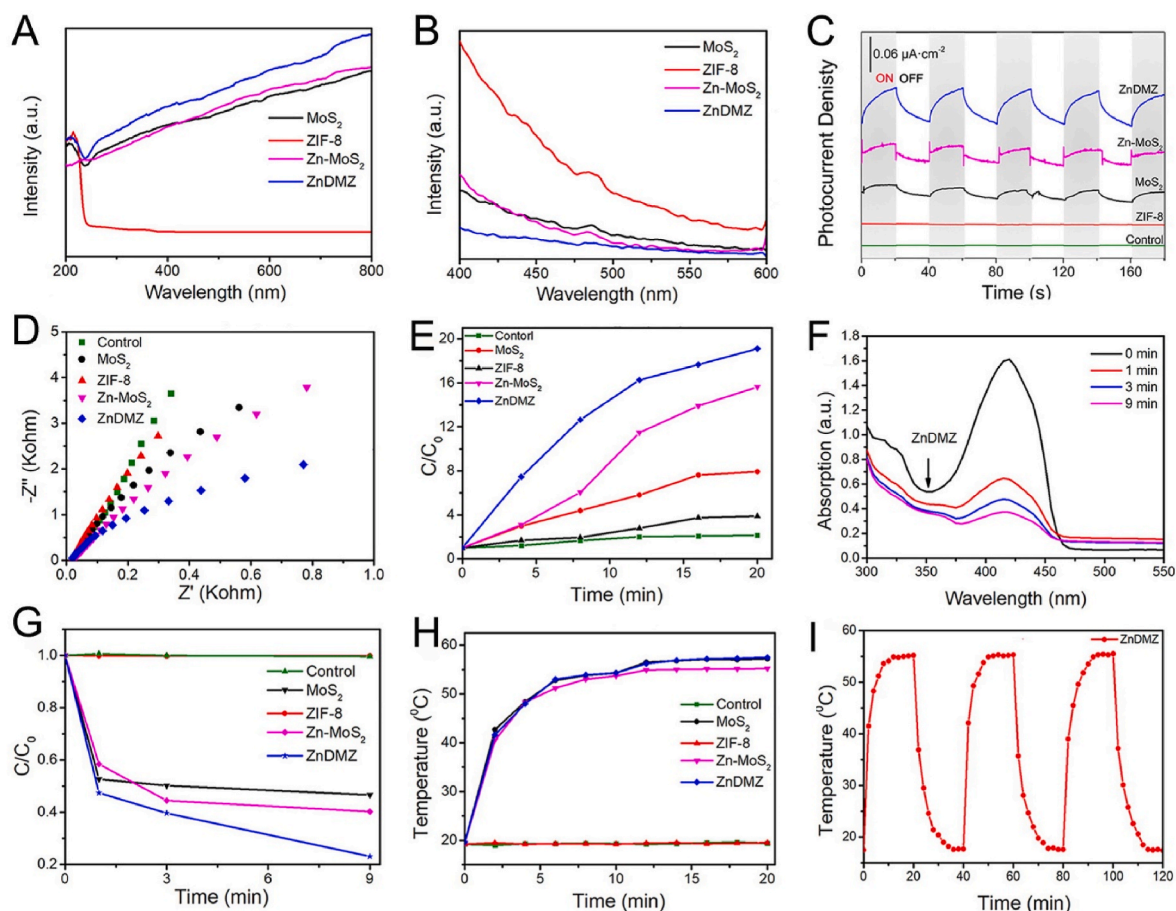 A
Intensity (a.u.)
MoS2
ZIF-8
Zn-MoS2
ZnDMZ
200 300 400 500 600 700 800
Wavelength (nm)
B
Intensity (a.u.)
MoS2
ZIF-8
Zn-MoS2
ZnDMZ
400 450 500 550 600
Wavelength (nm)
C
Photocurrent Denisty
0.06 μA·cm-2
ON OFF
ZnDMZ
Zn-MoS2
MoS2
ZIF-8
Control
0 40 80 120 160
Time (s)
D
-Z" (Kohm)
5
4
3
2
1
0
Control
MoS2
ZIF-8
Zn-MoS2
ZnDMZ
0.0 0.2 0.4 0.6 0.8 1.0
Z' (Kohm)
E
C/C0
20
16
12
8
4
0
Contorl
MoS2
ZIF-8
Zn-MoS2
ZnDMZ
0 4 8 12 16 20
Time (min)
F
Absorption (a.u.)
1.8
1.6
1.4
1.2
1.0
0.8
0.6
0.4
0.2
0.0
0 min
1 min
3 min
9 min
ZnDMZ
300 350 400 450 500 550
Wavelength (nm)
G
C/C0
1.0
0.8
0.6
0.4
0.2
Control
MoS2
ZIF-8
Zn-MoS2
ZnDMZ
0 3 6 9
Time (min)
H
Temperature (0C)
60
50
40
30
20
Control
MoS2
ZIF-8
Zn-MoS2
ZnDMZ
0 5 10 15 20
Time (min)
I
Temperature (0C)
60
50
40
30
20
ZnDMZ
0 20 40 60 80 100 120
Time (min)